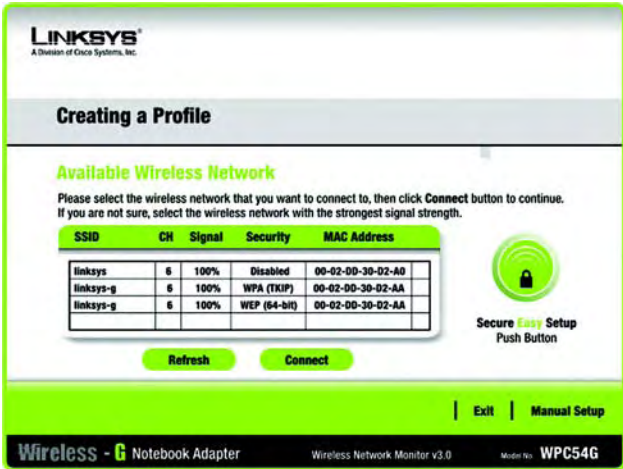 LINKSYS®
A Division of Cisco Systems, Inc.
Creating a Profile
Available Wireless Network
Please select the wireless network that you want to connect to, then click Connect button to continue.
If you are not sure, select the wireless network with the strongest signal strength.
SSID CH Signal Security MAC Address
linksys 6 100% Disabled 00-02-DD-30-D2-A0
linksys-g 6 100% WPA (TKIP) 00-02-DD-30-D2-AA
linksys-g 6 100% WEP (64-bit) 00-02-DD-30-D2-AA
Secure Easy Setup
Push Button
Refresh Connect
Exit Manual Setup
Wireless - G Notebook Adapter Wireless Network Monitor v3.0 Model No. WPC54G